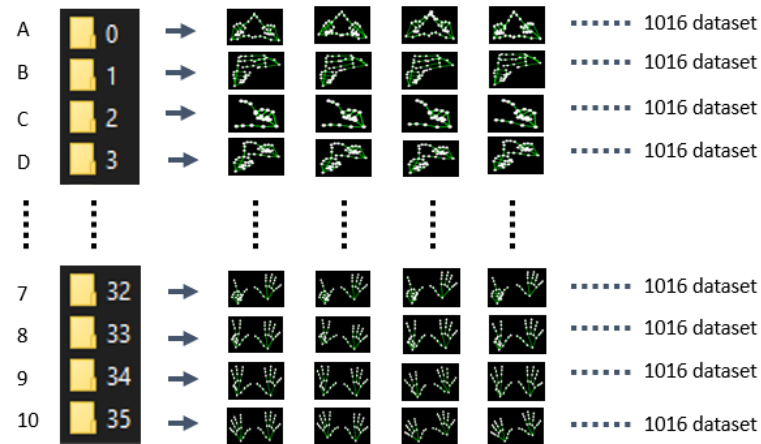 A 0 1016 dataset
B 1 1016 dataset
C 2 1016 dataset
D 3 1016 dataset
7 32 1016 dataset
8 33 1016 dataset
9 34 1016 dataset
10 35 1016 dataset